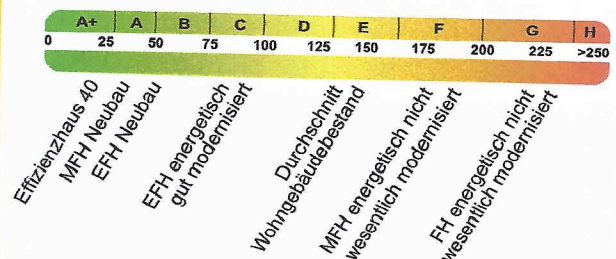 A+ A B C D E F G H
0 25 50 75 100 125 150 175 200 225 >250
Effizienzhaus 40
MFH Neubau
EFH Neubau
EFH energetisch
gut modernisiert
Durchschnitt
Wohngebäudebestand
MFH energetisch nicht
wesentlich modernisiert
FH energetisch nicht
wesentlich modernisiert